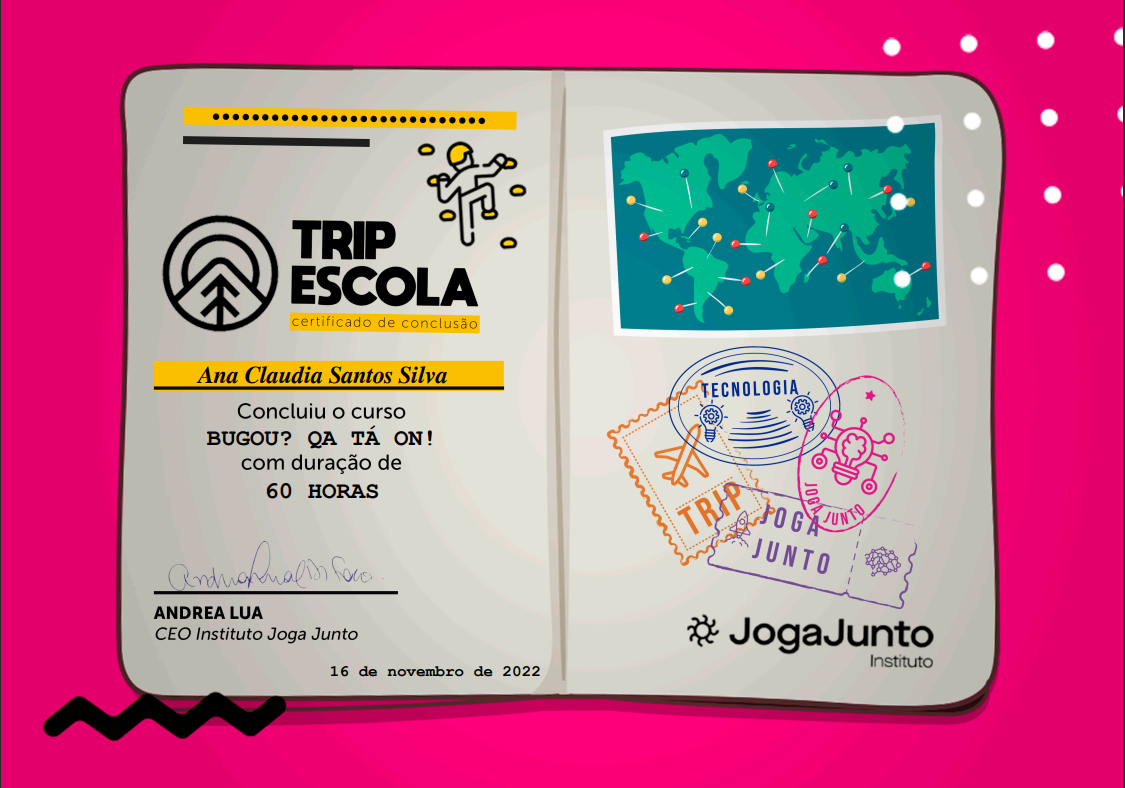 TRIP
ESCOLA
certificado de conclusão
Ana Claudia Santos Silva
Concluiu o curso
BUGOU? QA TÁ ON!
com duração de
60 HORAS
ANDREA LUA
CEO Instituto Joga Junto
16 de novembro de 2022
TECNOLOGIA
TRIP
JOGA JUNTO
JOGA
JUNTO
JogaJunto
Instituto